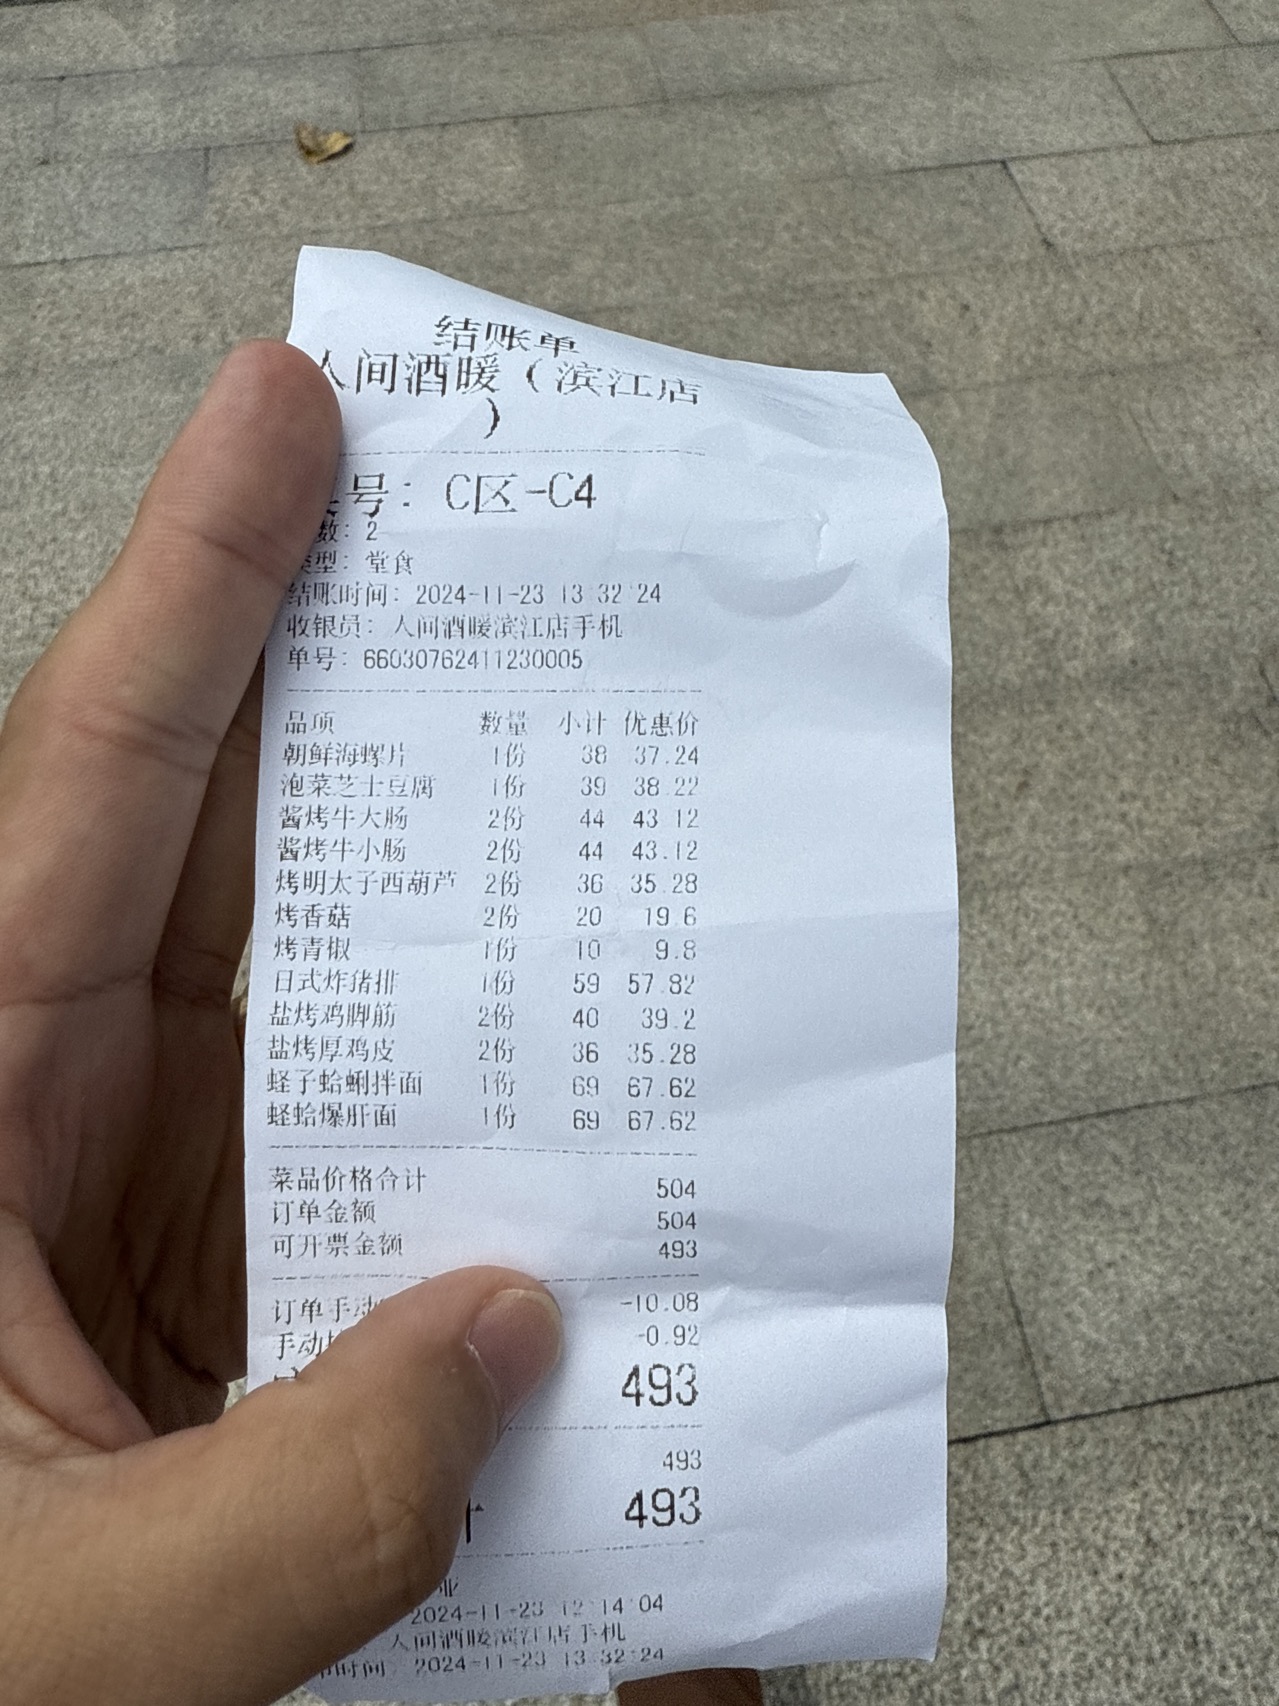 结账单
人间酒暖（滨江店
）
号： C区-C4
数：2
类型：堂食
结账时间：2024-11-23 13:32:24
收银员：人间酒暖滨江店手机
单号：66030762411230005
品项 数量 小计 优惠价
朝鲜海螺片 1份 38 37.24
泡菜芝士豆腐 1份 39 38.22
酱烤牛大肠 2份 44 43.12
酱烤牛小肠 2份 44 43.12
烤明太子西葫芦 2份 36 35.28
烤香菇 2份 20 19.6
烤青椒 1份 10 9.8
日式炸猪排 1份 59 57.82
盐烤鸡脚筋 2份 40 39.2
盐烤厚鸡皮 2份 36 35.28
蛏子蛤蜊拌面 1份 69 67.62
蛏蛤爆肝面 1份 69 67.62
菜品价格合计 504
订单金额 504
可开票金额 493
订单手动 -10.08
手动 -0.92
493
493
493
2024-11-23 12:14:04
人间酒暖滨江店手机
时间 2024-11-23 13:32:24